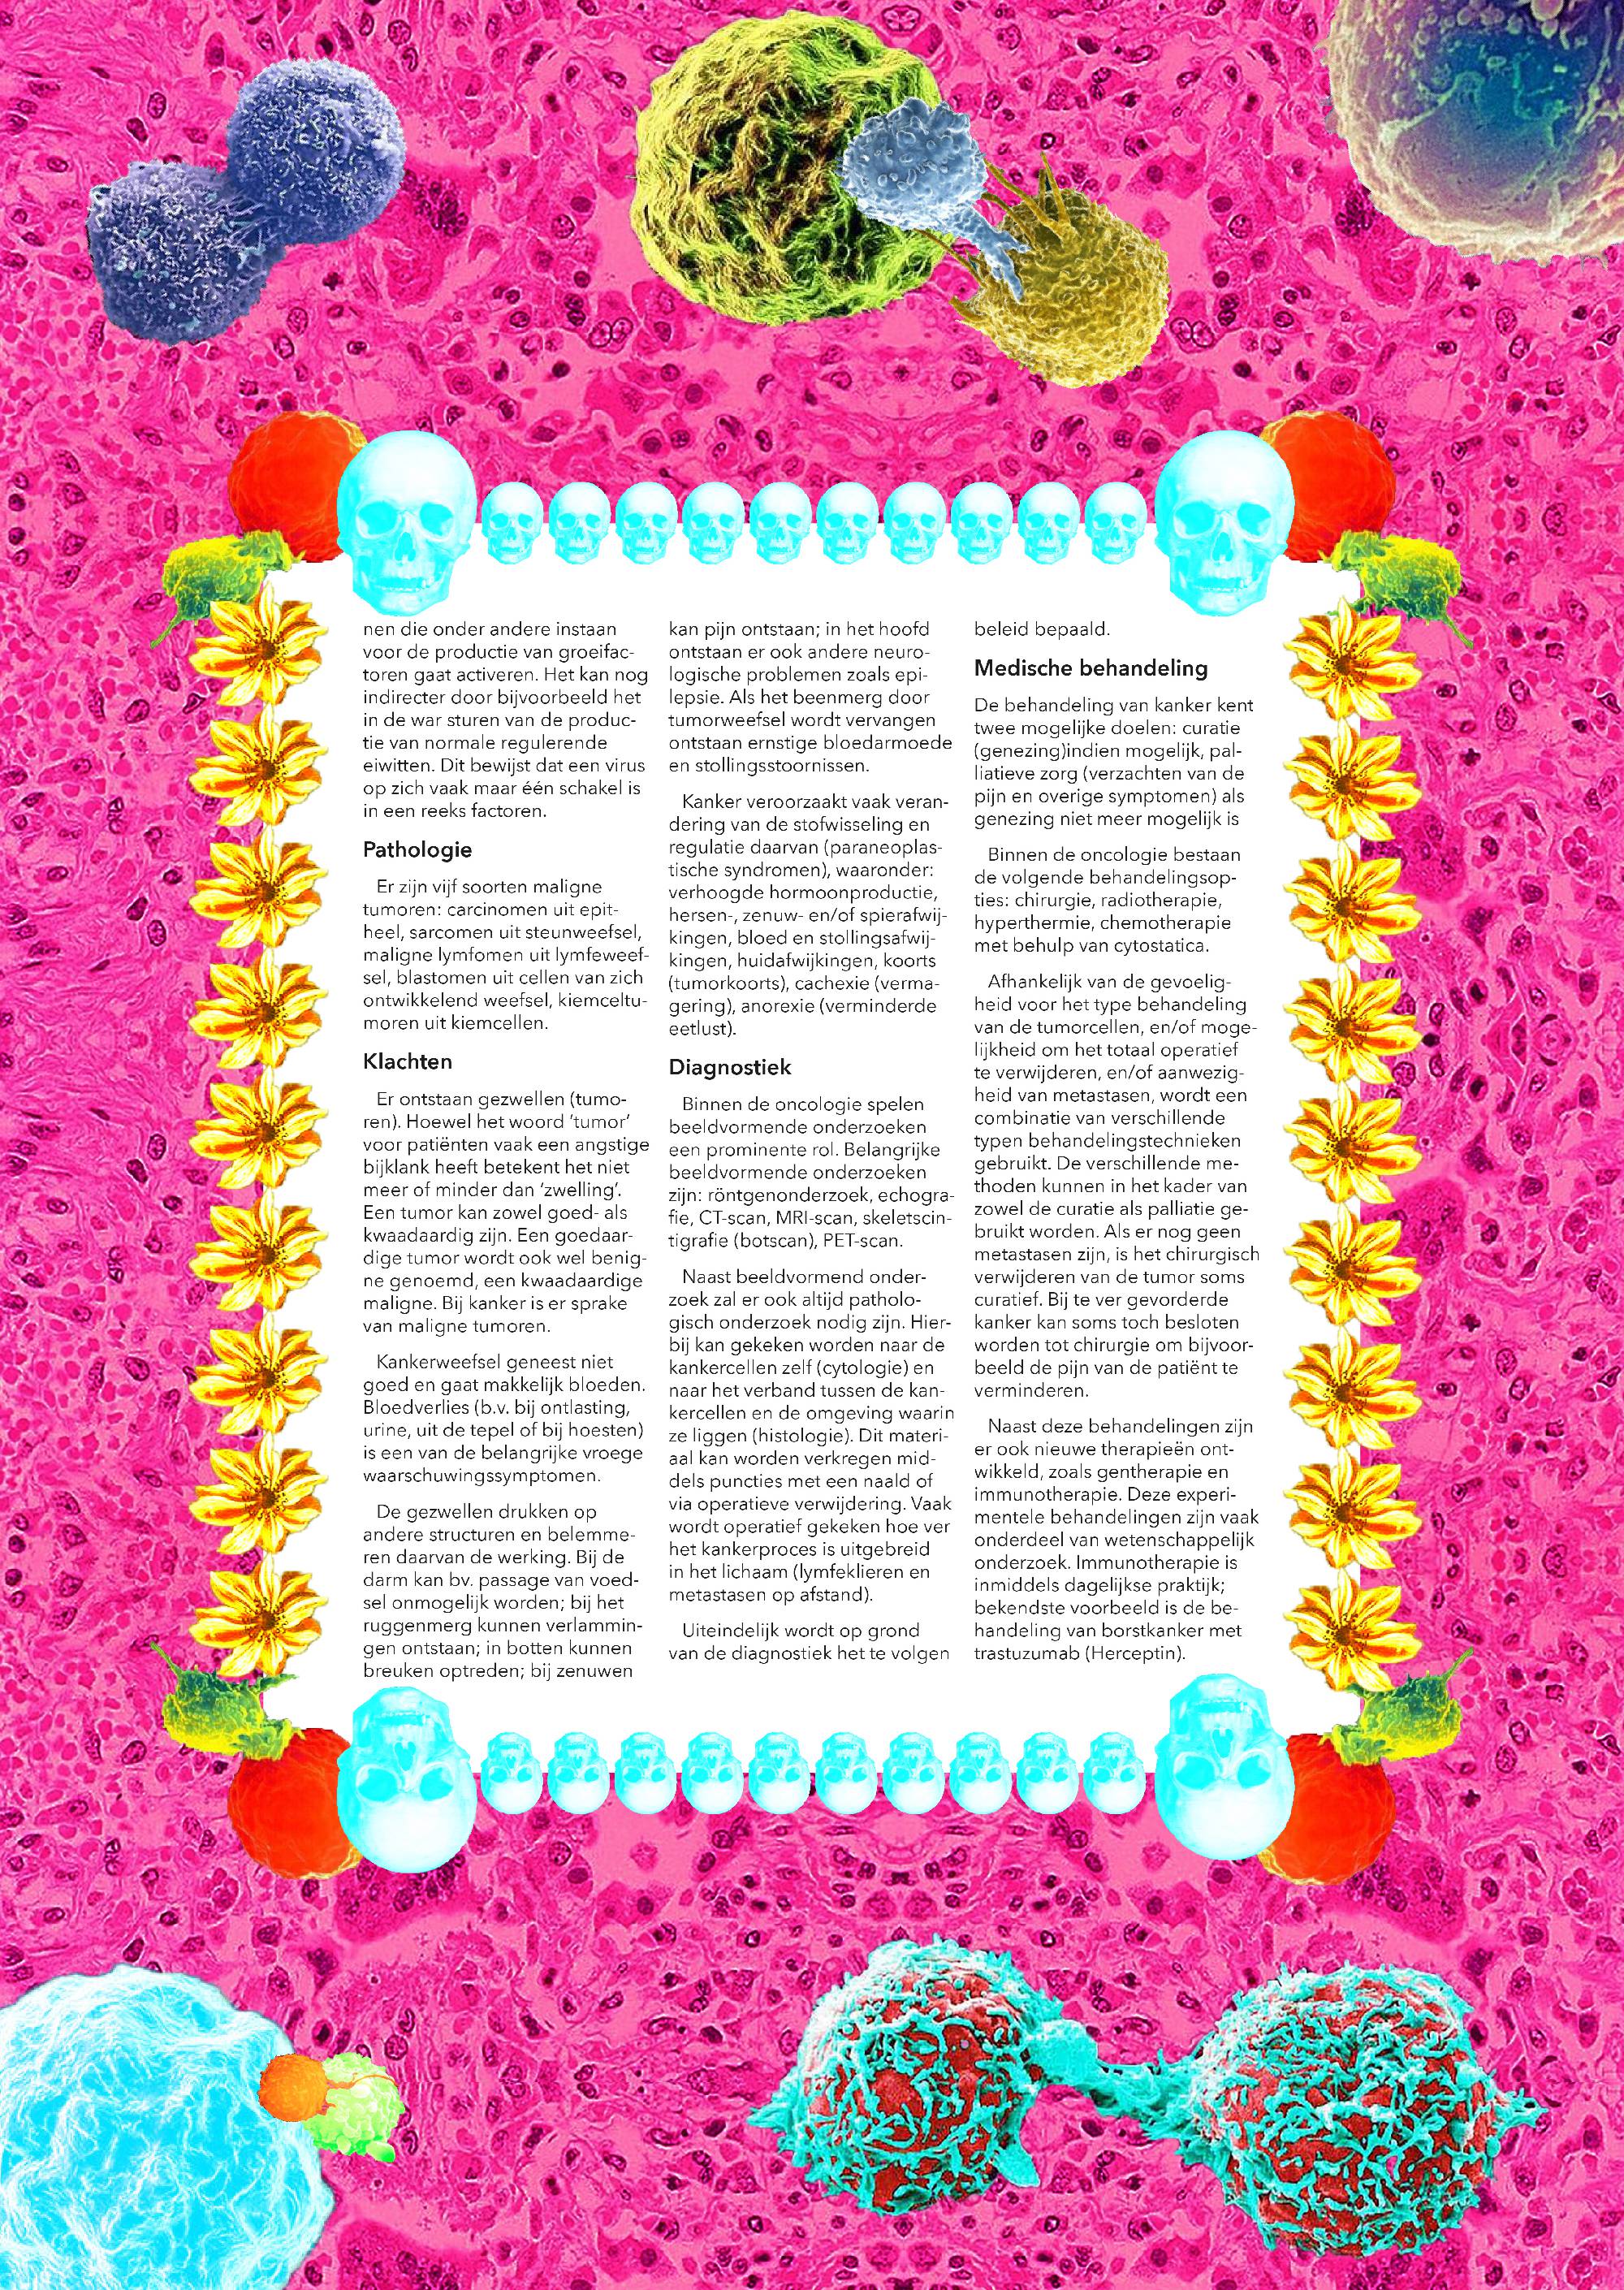 nen die onder andere instaan
voor de productie van groeifac-
toren gaat activeren. Het kan nog
indirecter door bijvoorbeeld het
in de war sturen van de produc-
tie van normale regulerende
eiwitten. Dit bewijst dat een virus
op zich vaak maar één schakel is
in een reeks factoren.
Pathologie
Er zijn vijf soorten maligne
tumoren: carcinomen uit epit-
heel, sarcomen uit steunweefsel,
maligne lymfomen uit lymfeweef-
sel, blastomen uit cellen van zich
ontwikkelend weefsel, kiemceltu-
moren uit kiemcellen.
Klachten
Er ontstaan gezwellen (tumo-
ren). Hoewel het woord ‘tumor’
voor patiënten vaak een angstige
bijklank heeft betekent het niet
meer of minder dan ‘zwelling’.
Een tumor kan zowel goed- als
kwaadaardig zijn. Een goedaar-
dige tumor wordt ook wel benig-
ne genoemd, een kwaadaardige
maligne. Bij kanker is er sprake
van maligne tumoren.
Kankerweefsel geneest niet
goed en gaat makkelijk bloeden.
Bloedverlies (b.v. bij ontlasting,
urine, uit de tepel of bij hoesten)
is een van de belangrijke vroege
waarschuwingssymptomen.
De gezwellen drukken op
andere structuren en belemme-
ren daarvan de werking. Bij de
darm kan bv. passage van voed-
sel onmogelijk worden; bij het
ruggenmerg kunnen verlammin-
gen ontstaan; in botten kunnen
breuken optreden; bij zenuwen
kan pijn ontstaan; in het hoofd
ontstaan er ook andere neuro-
logische problemen zoals epi-
lepsie. Als het beenmerg door
tumorweefsel wordt vervangen
ontstaan ernstige bloedarmoede
en stollingsstoornissen.
Kanker veroorzaakt vaak veran-
dering van de stofwisseling en
regulatie daarvan (paraneoplas-
tische syndromen), waaronder:
verhoogde hormoonproductie,
hersen-, zenuw- en/of spierafwij-
kingen, bloed en stollingsafwij-
kingen, huidafwijkingen, koorts
(tumorkoorts), cachexie (verma-
gering), anorexie (verminderde
eetlust).
Diagnostiek
Binnen de oncologie spelen
beeldvormende onderzoeken
een prominente rol. Belangrijke
beeldvormende onderzoeken
zijn: röntgenonderzoek, echogra-
fie, CT-scan, MRI-scan, skeletscin-
tigrafie (botscan), PET-scan.
Naast beeldvormend onder-
zoek zal er ook altijd patholo-
gisch onderzoek nodig zijn. Hier-
bij kan gekeken worden naar de
kankercellen zelf (cytologie) en
naar het verband tussen de kan-
kercellen en de omgeving waarin
ze liggen (histologie). Dit materi-
aal kan worden verkregen mid-
dels puncties met een naald of
via operatieve verwijdering. Vaak
wordt operatief gekeken hoe ver
het kankerproces is uitgebreid
in het lichaam (lymfeklieren en
metastasen op afstand).
Uiteindelijk wordt op grond
van de diagnostiek het te volgen
beleid bepaald.
Medische behandeling
De behandeling van kanker kent
twee mogelijke doelen: curatie
(genezing)indien mogelijk, pal-
liatieve zorg (verzachten van de
pijn en overige symptomen) als
genezing niet meer mogelijk is
Binnen de oncologie bestaan
de volgende behandelingsop-
ties: chirurgie, radiotherapie,
hyperthermie, chemotherapie
met behulp van cytostatica.
Afhankelijk van de gevoelig-
heid voor het type behandeling
van de tumorcellen, en/of moge-
lijkheid om het totaal operatief
te verwijderen, en/of aanwezig-
heid van metastasen, wordt een
combinatie van verschillende
typen behandelingstechnieken
gebruikt. De verschillende me-
thoden kunnen in het kader van
zowel de curatie als palliatie ge-
bruikt worden. Als er nog geen
metastasen zijn, is het chirurgisch
verwijderen van de tumor soms
curatief. Bij te ver gevorderde
kanker kan soms toch besloten
worden tot chirurgie om bijvoor-
beeld de pijn van de patiënt te
verminderen.
Naast deze behandelingen zijn
er ook nieuwe therapieën ont-
wikkeld, zoals gentherapie en
immunotherapie. Deze experi-
mentele behandelingen zijn vaak
onderdeel van wetenschappelijk
onderzoek. Immunotherapie is
inmiddels dagelijkse praktijk;
bekendste voorbeeld is de be-
handeling van borstkanker met
trastuzumab (Herceptin).